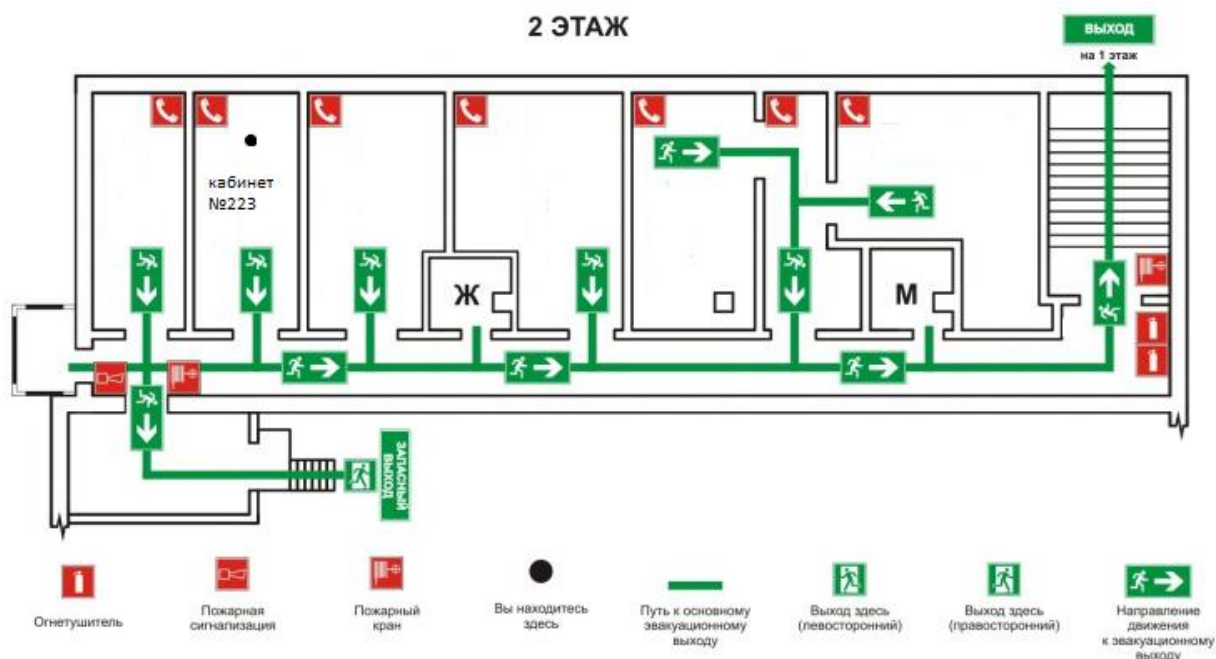 2 ЭТАЖ
ВЫХОД
на 1 этаж
кабинет
№223
Ж
М
ЗАПАСНЫЙ
ВЫХОД
Огнетушитель
Пожарная
сигнализация
Пожарный
кран
Вы находитесь
здесь
Путь к основному
эвакуационному
выходу
Выход здесь
(левосторонний)
Выход здесь
(правосторонний)
Направление
движения
к эвакуационному
выходу